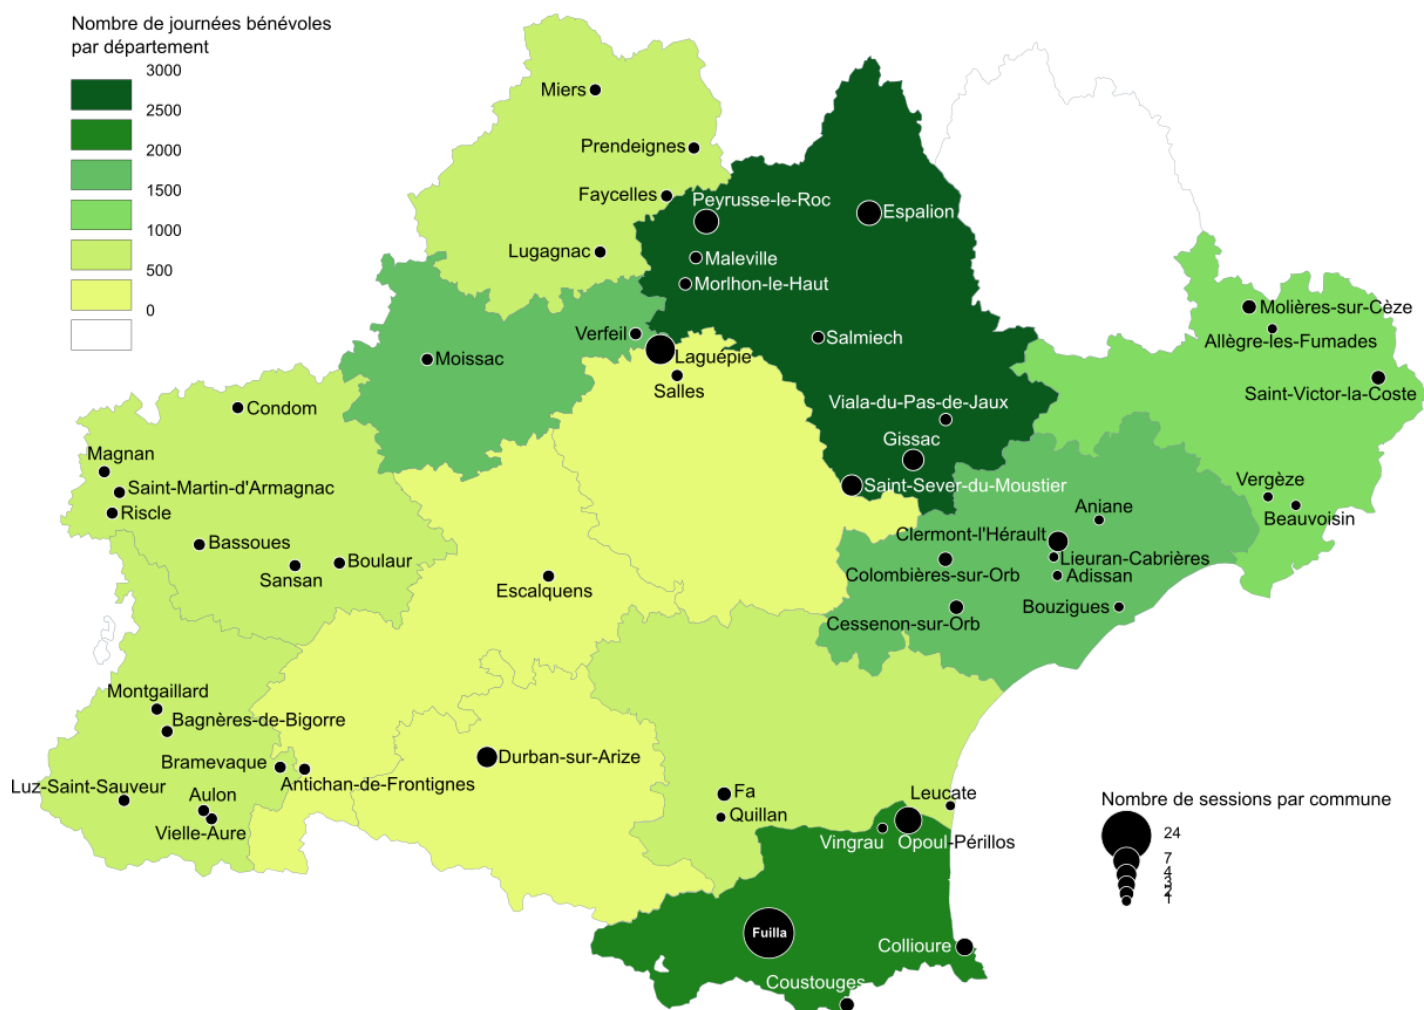 Nombre de journées bénévoles
par département
3000
2500
2000
1500
1000
500
0
Miers
Prendeignes
Faycelles
Peyrusse-le-Roc
Espalion
Lugagnac
Maleville
Morlhon-le-Haut
Molières-sur-Cèze
Verfeil
Salmiech
Allègre-les-Fumades
Moissac
Laguépie
Salles
Saint-Victor-la-Coste
Condom
Viala-du-Pas-de-Jaux
Gissac
Magnan
Saint-Martin-d'Armagnac
Saint-Sever-du-Moustier
Vergèze
Riscle
Aniane
Beauvoisin
Clermont-l'Hérault
Bassoues
Lieuran-Cabrières
Boulaur
Sansan
Colombières-sur-Orb
Adissan
Escalquens
Bouzigues
Cessenon-sur-Orb
Montgaillard
Bagnères-de-Bigorre
Durban-sur-Arize
Bramevaque
Antichan-de-Frontignes
Luz-Saint-Sauveur
Aulon
Fa
Leucate
Quillan
Vielle-Aure
Vingrau
Opoul-Périllos
Nombre de sessions par commune
24
7
4
3
2
1
Fuilla
Collioure
Coustouges